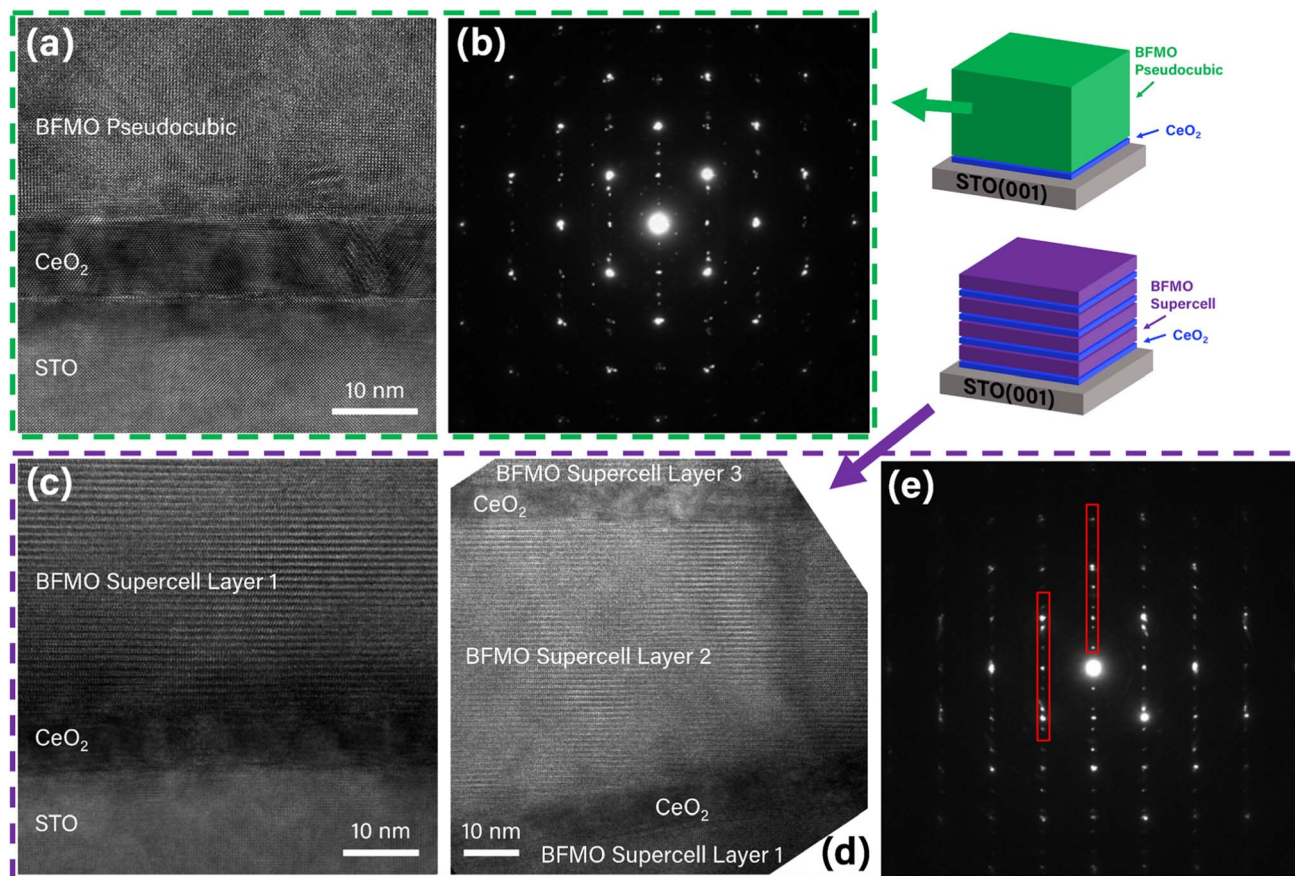 (a)
BFMO Pseudocubic
CeO₂
STO
10 nm
(b)
BFMO
Pseudocubic
CeO₂
STO(001)
BFMO
Supercell
CeO₂
STO(001)
(c)
BFMO Supercell Layer 1
CeO₂
STO
10 nm
BFMO Supercell Layer 3
CeO₂
BFMO Supercell Layer 2
CeO₂
10 nm
BFMO Supercell Layer 1
(d)
(e)